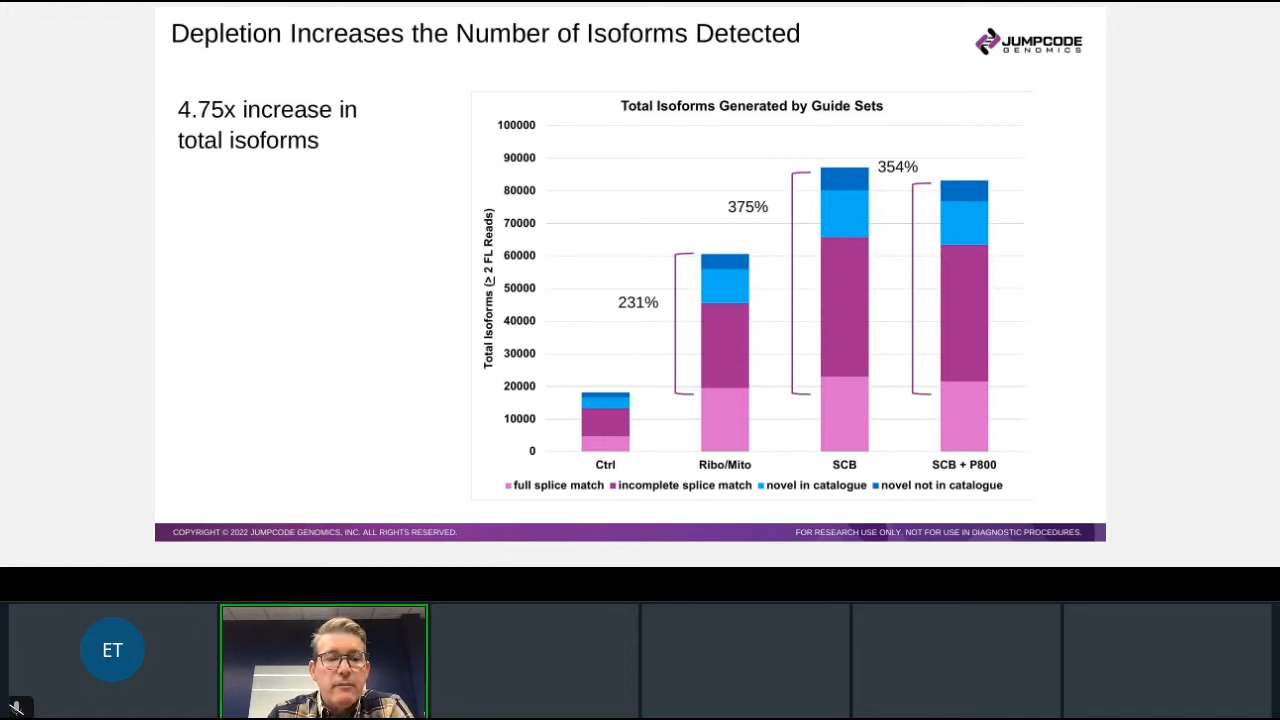 Depletion Increases the Number of Isoforms Detected
JUMPCODE
GENOMICS
4.75x increase in
total isoforms
Total Isoforms Generated by Guide Sets
Total Isoforms (≥ 2 FL Reads)
100000
90000
80000
70000
60000
50000
40000
30000
20000
10000
0
231%
375%
354%
Ctrl
Ribo/Mito
SCB
SCB + P800
full splice match
incomplete splice match
novel in catalogue
novel not in catalogue
COPYRIGHT © 2022 JUMPCODE GENOMICS, INC. ALL RIGHTS RESERVED.
FOR RESEARCH USE ONLY. NOT FOR USE IN DIAGNOSTIC PROCEDURES.
ET